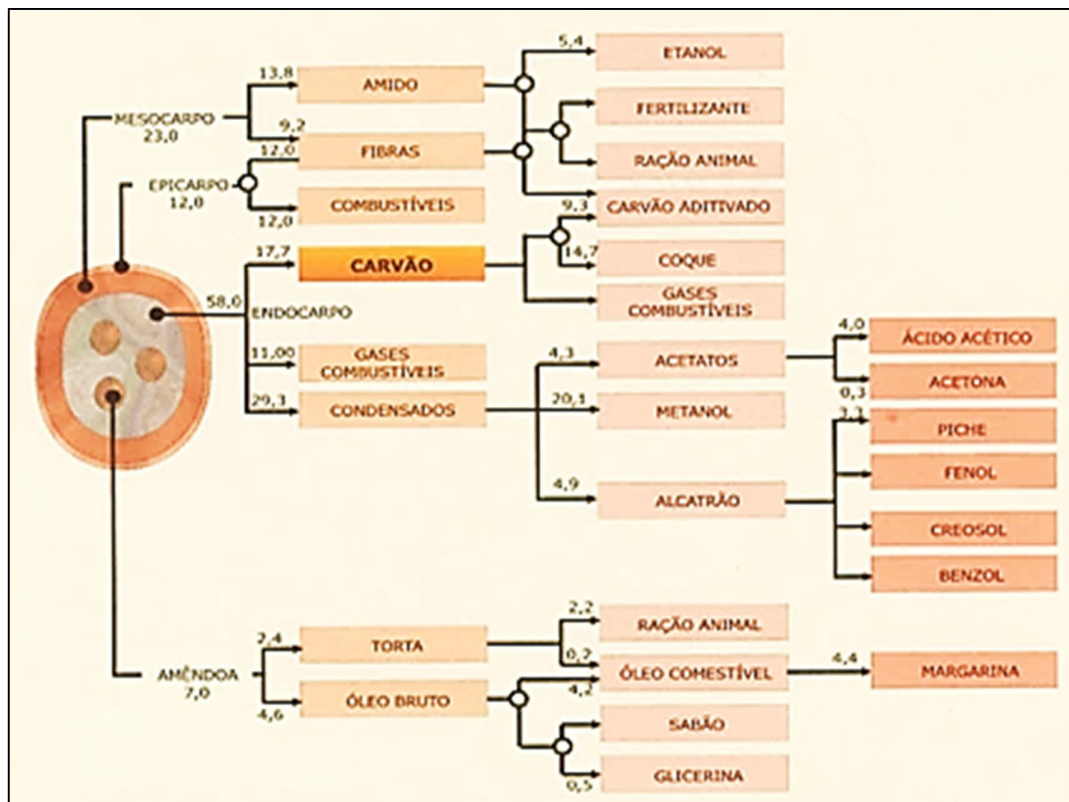 5,4
ETANOL
13,8
AMIDO
FERTILIZANTE
MESOCARPO
23,0
9,2
12,0
FIBRAS
RAÇÃO ANIMAL
EPICARPO
12,0
COMBUSTÍVEIS
12,0
CARVÃO ADITIVADO
9,3
17,7
CARVÃO
14,7
COQUE
58,0
ENDOCARPO
GASES
COMBUSTÍVEIS
11,00
GASES
COMBUSTÍVEIS
4,3
ACETATOS
4,0
ÁCIDO ACÉTICO
ACETONA
0,3
29,3
CONDENSADOS
20,1
METANOL
3,3
PICHE
FENOL
4,9
ALCATRÃO
CREOSOL
BENZOL
2,2
RAÇÃO ANIMAL
2,4
TORTA
0,2
ÓLEO COMESTÍVEL
4,4
MARGARINA
AMÊNDOA
7,0
4,6
ÓLEO BRUTO
4,2
SABÃO
0,5
GLICERINA